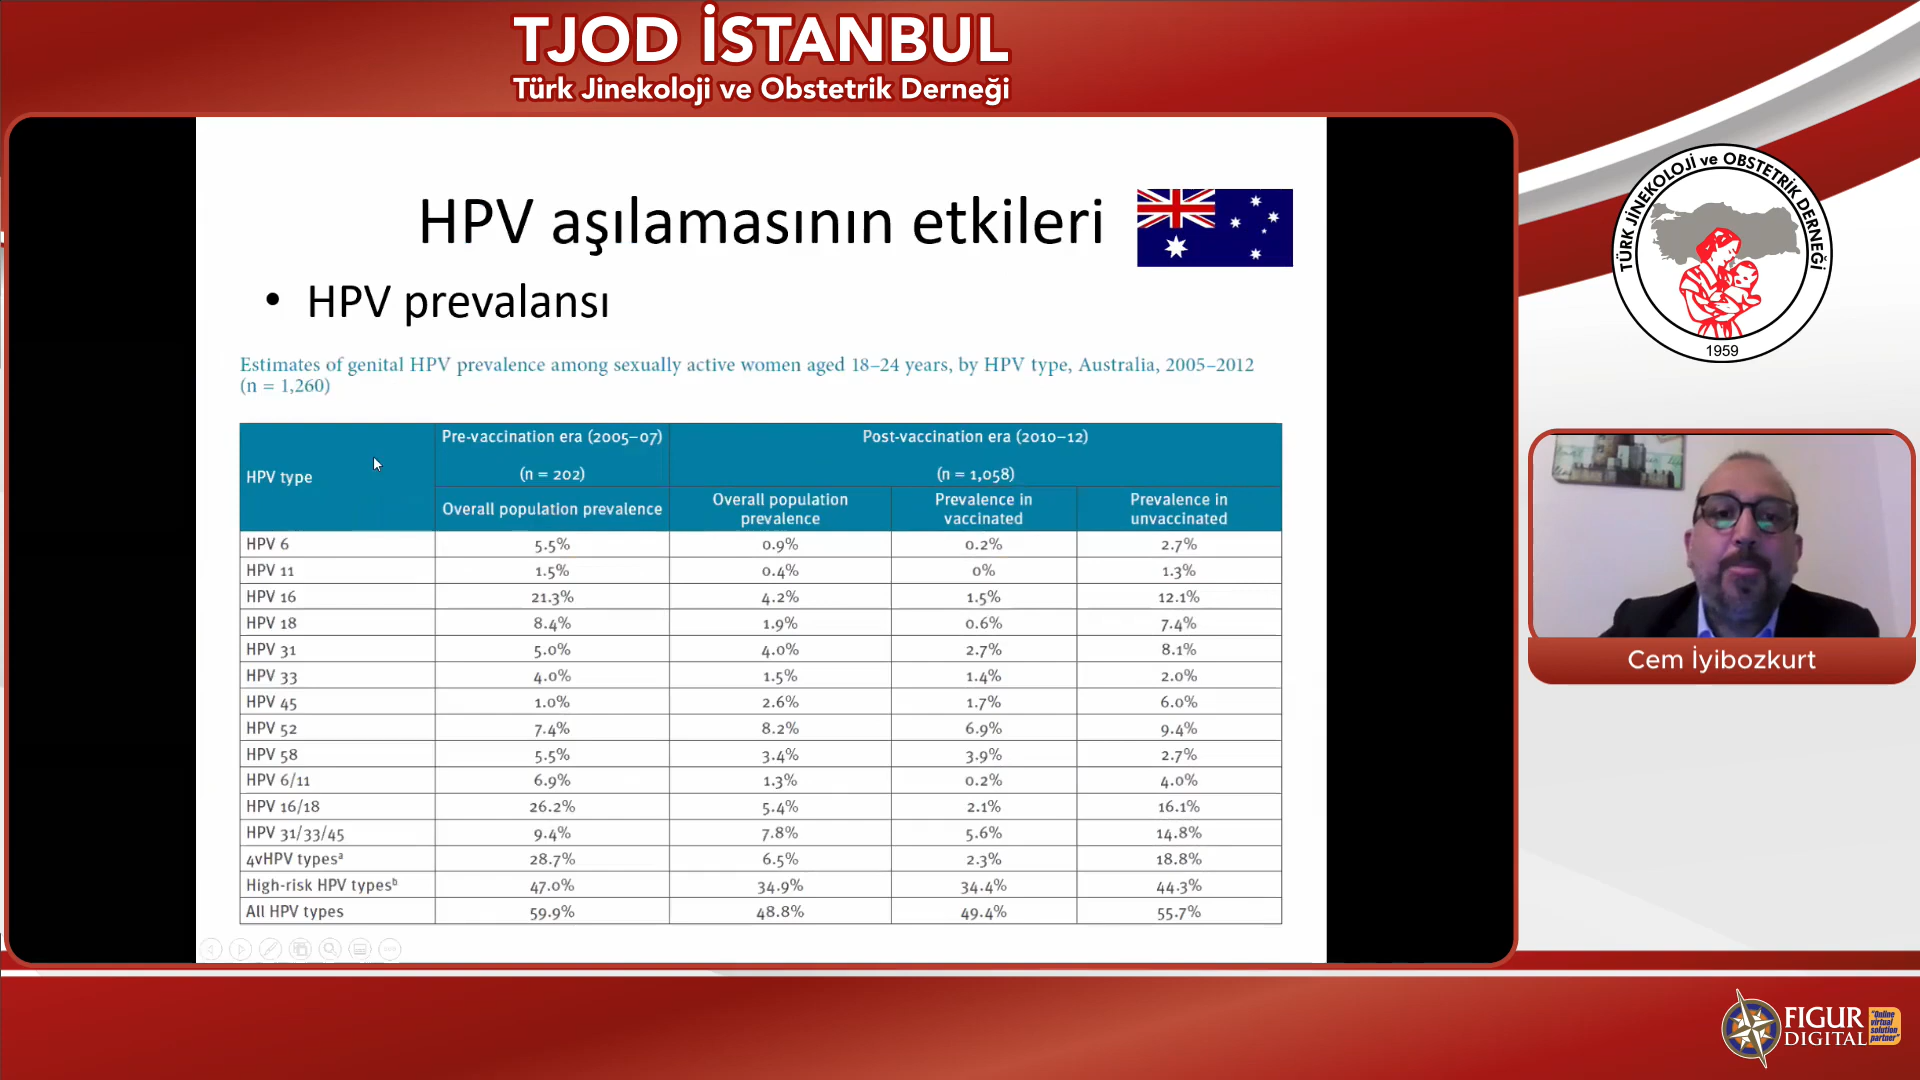 TJOD İSTANBUL
Türk Jinekoloji ve Obstetrik Derneği
HPV aşılamasının etkileri
• HPV prevalansı
Estimates of genital HPV prevalence among sexually active women aged 18–24 years, by HPV type, Australia, 2005–2012
(n = 1,260)
HPV type
Pre-vaccination era (2005–07)
(n = 202)
Post-vaccination era (2010–12)
(n = 1,058)
Overall population prevalence
Overall population prevalence
Prevalence in vaccinated
Prevalence in unvaccinated
HPV 6 5.5% 0.9% 0.2% 2.7%
HPV 11 1.5% 0.4% 0% 1.3%
HPV 16 21.3% 4.2% 1.5% 12.1%
HPV 18 8.4% 1.9% 0.6% 7.4%
HPV 31 5.0% 4.0% 2.7% 8.1%
HPV 33 4.0% 1.5% 1.4% 2.0%
HPV 45 1.0% 2.6% 1.7% 6.0%
HPV 52 7.4% 8.2% 6.9% 9.4%
HPV 58 5.5% 3.4% 3.9% 2.7%
HPV 6/11 6.9% 1.3% 0.2% 4.0%
HPV 16/18 26.2% 5.4% 2.1% 16.1%
HPV 31/33/45 9.4% 7.8% 5.6% 14.8%
4vHPV typesᵃ 28.7% 6.5% 2.3% 18.8%
High-risk HPV typesᵇ 47.0% 34.9% 34.4% 44.3%
All HPV types 59.9% 48.8% 49.4% 55.7%
TÜRK JİNEKOLOJİ ve OBSTETRİK DERNEĞİ
1959
Cem İyibozkurt
FIGUR
DIGITAL
"Online
virtual
solution
partner"